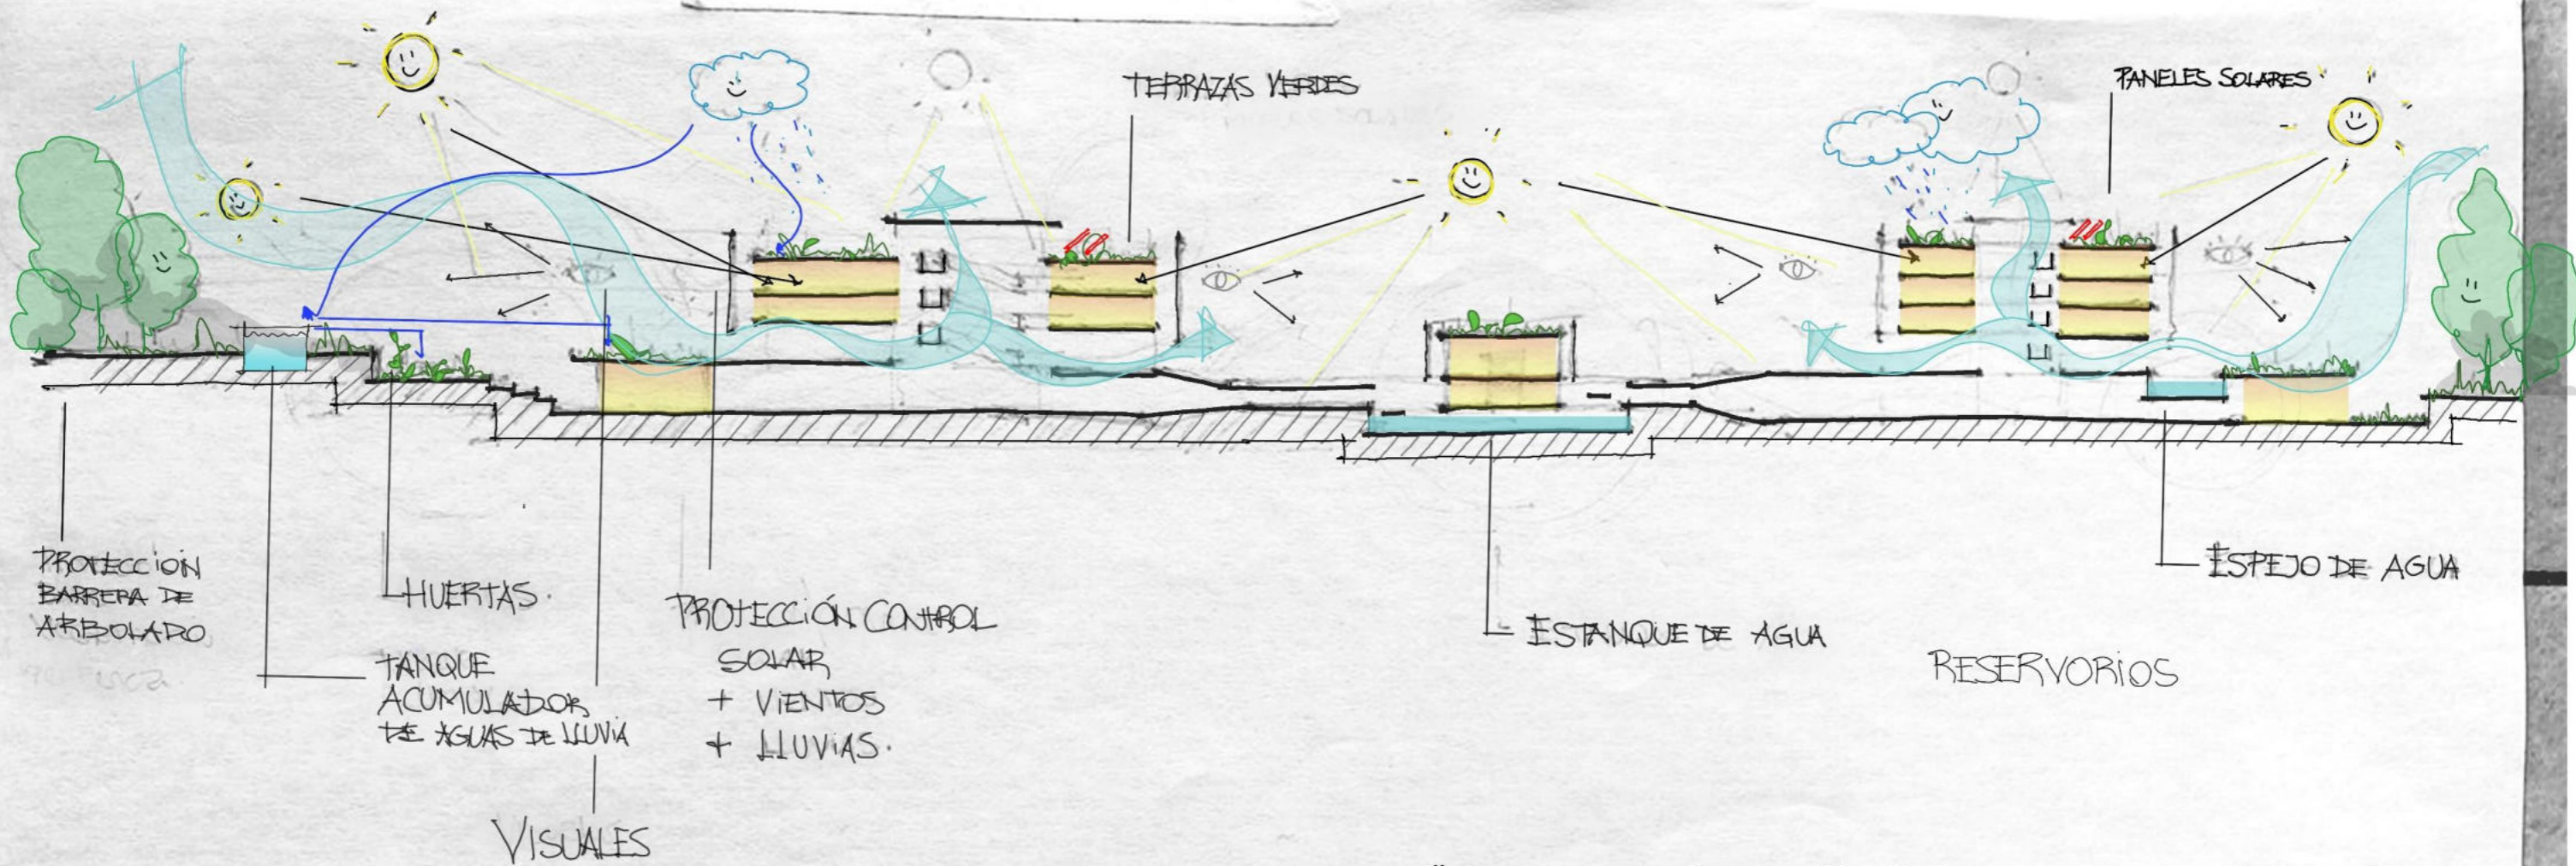 TERRAZAS VERDES
PANELES SOLARES
PROTECCIÓN
BARRERA DE
ARBOLADO
HUERTAS.
TANQUE
ACUMULADOR
DE AGUAS DE LLUVIA
VISUALES
PROTECCIÓN CONTROL
SOLAR
+ VIENTOS
+ LLUVIAS.
ESTANQUE DE AGUA
RESERVORIOS
ESPEJO DE AGUA